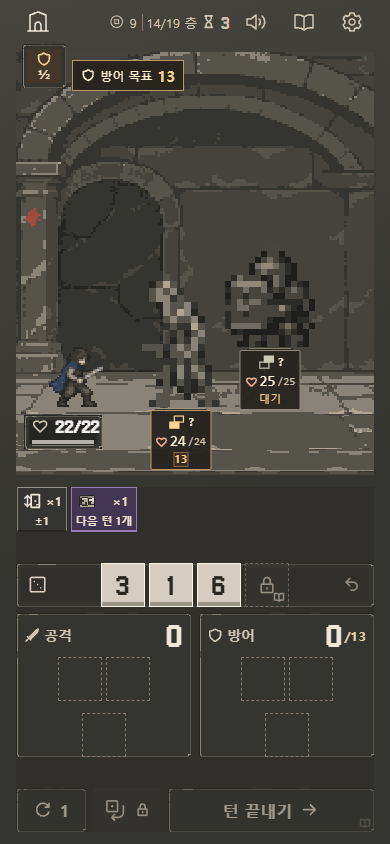 9 14/19 층 3
½
방어 목표 13
?
25/25
대기
22/22
?
24/24
13
×1
±1
×1
다음 턴 1개
3 1 6
공격 0
방어 0/13
1
턴 끝내기 →